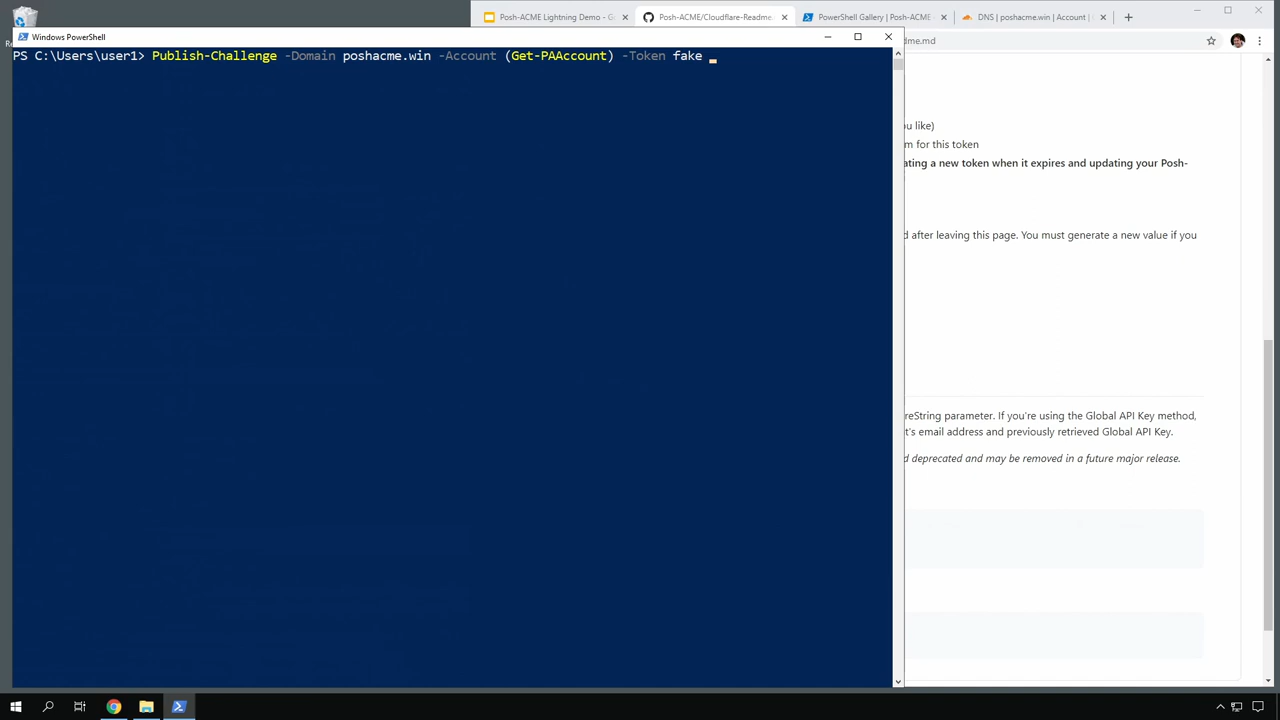 Posh-ACME Lightning Demo - G
Posh-ACME/Cloudflare-Readme
PowerShell Gallery | Posh-ACME
DNS | poshacme.win | Account |
Windows PowerShell
md.md
PS C:\Users\user1> Publish-Challenge -Domain poshacme.win -Account (Get-PAAccount) -Token fake
ou like)
m for this token
ating a new token when it expires and updating your Posh-
d after leaving this page. You must generate a new value if you
reString parameter. If you're using the Global API Key method,
t's email address and previously retrieved Global API Key.
d deprecated and may be removed in a future major release.